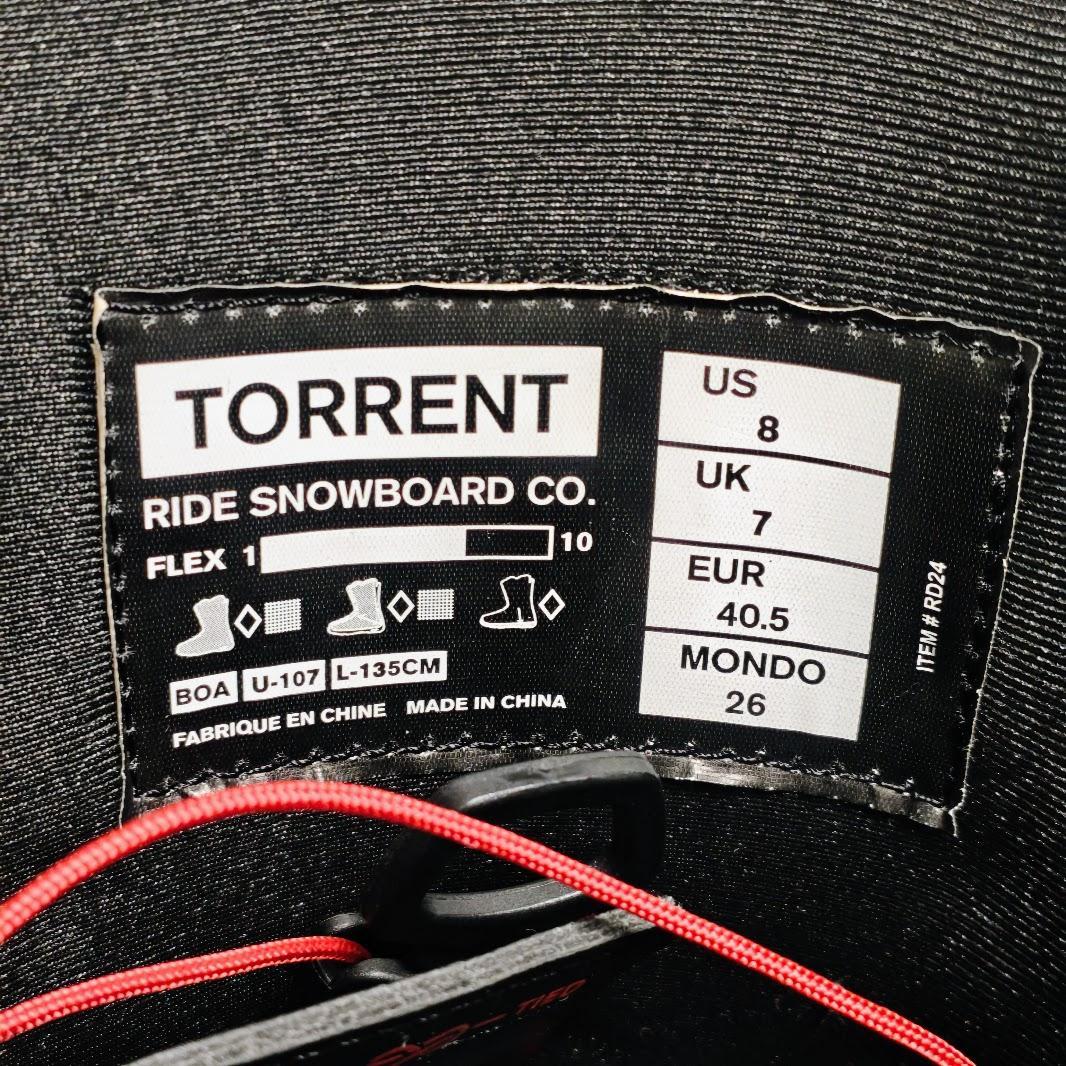 TORRENT
RIDE SNOWBOARD CO.
FLEX 1 10
BOA U-107 L-135CM
FABRIQUE EN CHINE MADE IN CHINA
US
8
UK
7
EUR
40.5
MONDO
26
ITEM # RD24
TIED